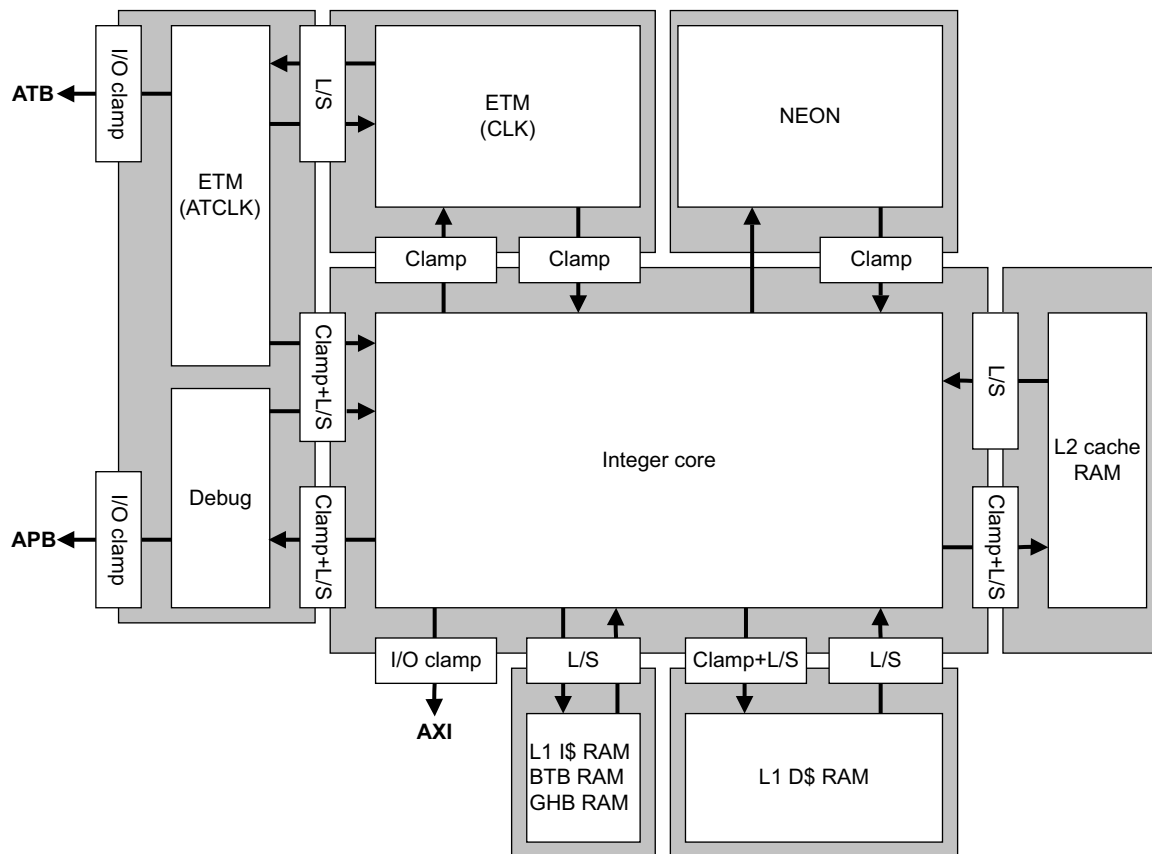 I/O clamp
ATB
ETM
(ATCLK)
L/S
ETM
(CLK)
NEON
Clamp
Clamp
Clamp
Clamp+L/S
L/S
Integer core
L2 cache
RAM
I/O clamp
APB
Debug
Clamp+L/S
Clamp+L/S
I/O clamp
L/S
Clamp+L/S
L/S
AXI
L1 I$ RAM
BTB RAM
GHB RAM
L1 D$ RAM